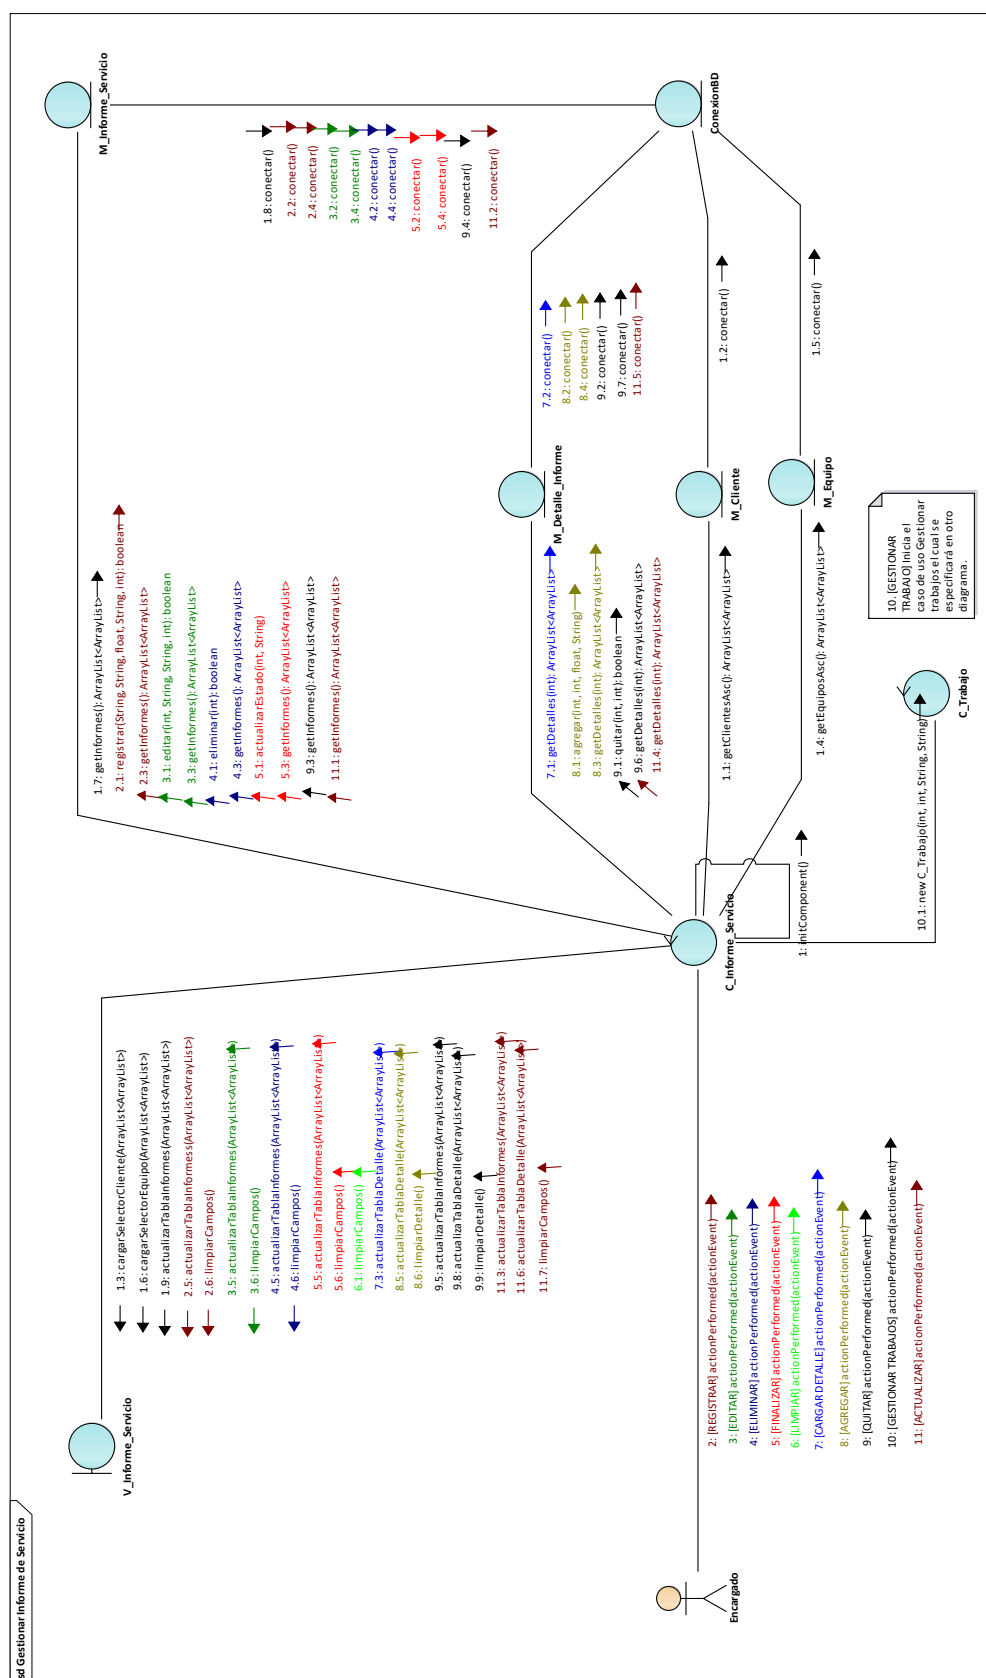 sd Gestionar Informe de Servicio
V_Informe_Servicio
1.3: cargarSelectorCliente(ArrayList<ArrayList>)
1.6: cargarSelectorEquipo(ArrayList<ArrayList>)
1.9: actualizarTablaInformes(ArrayList<ArrayList>)
2.5: actualizarTablaInformess(ArrayList<ArrayList>)
2.6: limpiarCampos()
3.5: actualizarTablaInformes(ArrayList<ArrayList>)
3.6: limpiarCampos()
4.5: actualizarTablaInformes(ArrayList<ArrayList>)
4.6: limpiarCampos()
5.5: actualizarTablaInformes(ArrayList<ArrayList>)
5.6: limpiarCampos()
6.1: limpiarCampos()
7.3: actualizarTablaDetalle(ArrayList<ArrayList>)
8.5: actualizarTablaDetalle(ArrayList<ArrayList>)
8.6: limpiarDetalle()
9.5: actualizarTablaInformes(ArrayList<ArrayList>)
9.8: actualizarTablaDetalle(ArrayList<ArrayList>)
9.9: limpiarDetalle()
11.3: actualizarTablaInformes(ArrayList<ArrayList>)
11.6: actualizarTablaDetalle(ArrayList<ArrayList>)
11.7: limpiarCampos()
M_Informe_Servicio
1.7: getInformes(): ArrayList<ArrayList>
2.1: registrar(String, String, float, String, int): boolean
2.3: getInformes(): ArrayList<ArrayList>
3.1: editar(int, String, String, int): boolean
3.3: getInformes(): ArrayList<ArrayList>
4.1: eliminar(int): boolean
4.3: getInformes(): ArrayList<ArrayList>
5.1: actualizarEstado(int, String)
5.3: getInformes(): ArrayList<ArrayList>
9.3: getInformes(): ArrayList<ArrayList>
11.1: getInformes(): ArrayList<ArrayList>
1.8: conectar()
2.2: conectar()
2.4: conectar()
3.2: conectar()
3.4: conectar()
4.2: conectar()
4.4: conectar()
5.2: conectar()
5.4: conectar()
9.4: conectar()
11.2: conectar()
ConexionBD
M_Detalle_Informe
7.1: getDetalles(int): ArrayList<ArrayList>
8.1: agregar(int, int, float, String)
8.3: getDetalles(int): ArrayList<ArrayList>
9.1: quitar(int, int): boolean
9.6: getDetalles(int): ArrayList<ArrayList>
11.4: getDetalles(int): ArrayList<ArrayList>
7.2: conectar()
8.2: conectar()
8.4: conectar()
9.2: conectar()
9.7: conectar()
11.5: conectar()
M_Cliente
1.1: getClientesAsc(): ArrayList<ArrayList>
1.2: conectar()
M_Equipo
1.4: getEquiposAsc(): ArrayList<ArrayList>
1.5: conectar()
C_Informe_Servicio
1: initComponent()
10.1: new C_Trabajo(int, int, String, String)
C_Trabajo
10. [GESTIONAR
TRABAJO] Inicia el
caso de uso Gestionar
trabajos el cual se
especificará en otro
diagrama.
Encargado
2: [REGISTRAR] actionPerformed(actionEvent)
3: [EDITAR] actionPerformed(actionEvent)
4: [ELIMINAR] actionPerformed(actionEvent)
5: [FINALIZAR] actionPerformed(actionEvent)
6: [LIMPIAR] actionPerformed(actionEvent)
7: [CARGAR DETALLE] actionPerformed(actionEvent)
8: [AGREGAR] actionPerformed(actionEvent)
9: [QUITAR] actionPerformed(actionEvent)
10: [GESTIONAR TRABAJOS] actionPerformed(actionEvent)
11: [ACTUALIZAR] actionPerformed(actionEvent)